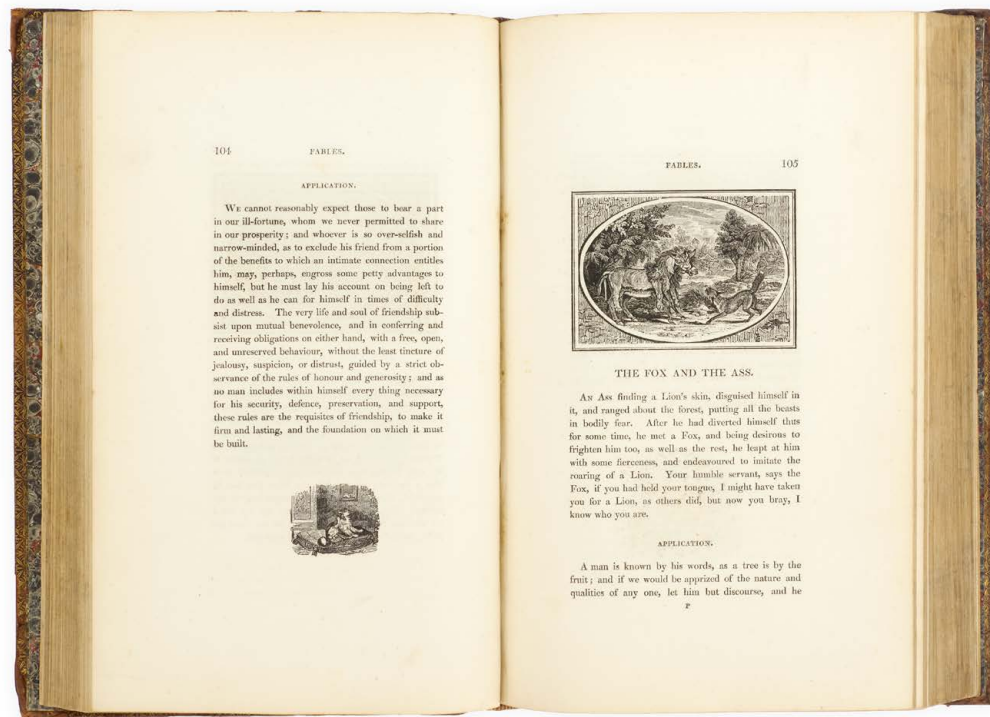 104
FABLES.
APPLICATION.
WE cannot reasonably expect those to bear a part
in our ill-fortune, whom we never permitted to share
in our prosperity; and whoever is so over-selfish and
narrow-minded, as to exclude his friend from a portion
of the benefits to which an intimate connection entitles
him, may, perhaps, engross some petty advantages to
himself, but he must lay his account on being left to
do as well as he can for himself in times of difficulty
and distress. The very life and soul of friendship sub-
sist upon mutual benevolence, and in conferring and
receiving obligations on either hand, with a free, open,
and unreserved behaviour, without the least tincture of
jealousy, suspicion, or distrust, guided by a strict ob-
servance of the rules of honour and generosity; and as
no man includes within himself every thing necessary
for his security, defence, preservation, and support,
these rules are the requisites of friendship, to make it
firm and lasting, and the foundation on which it must
be built.
FABLES.
105
THE FOX AND THE ASS.
AN Ass finding a Lion's skin, disguised himself in
it, and ranged about the forest, putting all the beasts
in bodily fear. After he had diverted himself thus
for some time, he met a Fox, and being desirous to
frighten him too, as well as the rest, he leapt at him
with some fierceness, and endeavoured to imitate the
roaring of a Lion. Your humble servant, says the
Fox, if you had held your tongue, I might have taken
you for a Lion, as others did, but now you bray, I
know who you are.
APPLICATION.
A man is known by his words, as a tree is by the
fruit; and if we would be apprized of the nature and
qualities of any one, let him but discourse, and he
P